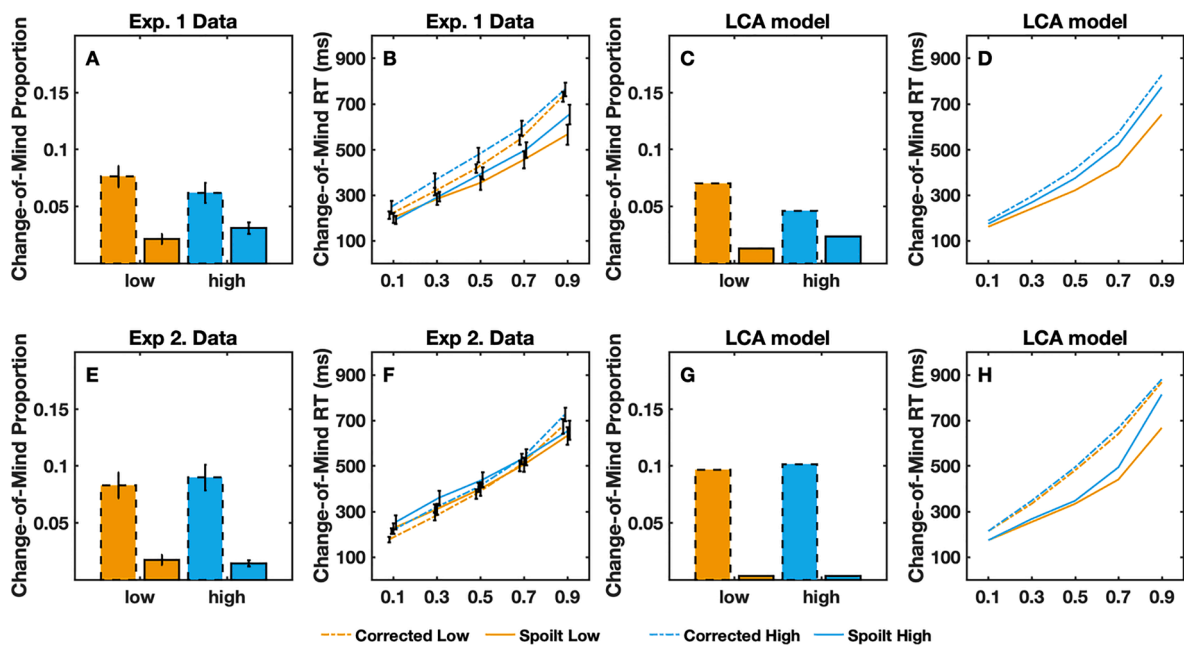 Exp. 1 Data
Exp. 1 Data
LCA model
LCA model
Change-of-Mind Proportion
A
0.15
0.1
0.05
low
high
Change-of-Mind RT (ms)
B
900
700
500
300
100
0.1 0.3 0.5 0.7 0.9
Change-of-Mind Proportion
C
0.15
0.1
0.05
low
high
Change-of-Mind RT (ms)
D
900
700
500
300
100
0.1 0.3 0.5 0.7 0.9
Exp 2. Data
Exp 2. Data
LCA model
LCA model
Change-of-Mind Proportion
E
0.15
0.1
0.05
low
high
Change-of-Mind RT (ms)
F
900
700
500
300
100
0.1 0.3 0.5 0.7 0.9
Change-of-Mind Proportion
G
0.15
0.1
0.05
low
high
Change-of-Mind RT (ms)
H
900
700
500
300
100
0.1 0.3 0.5 0.7 0.9
Corrected Low Spoilt Low Corrected High Spoilt High